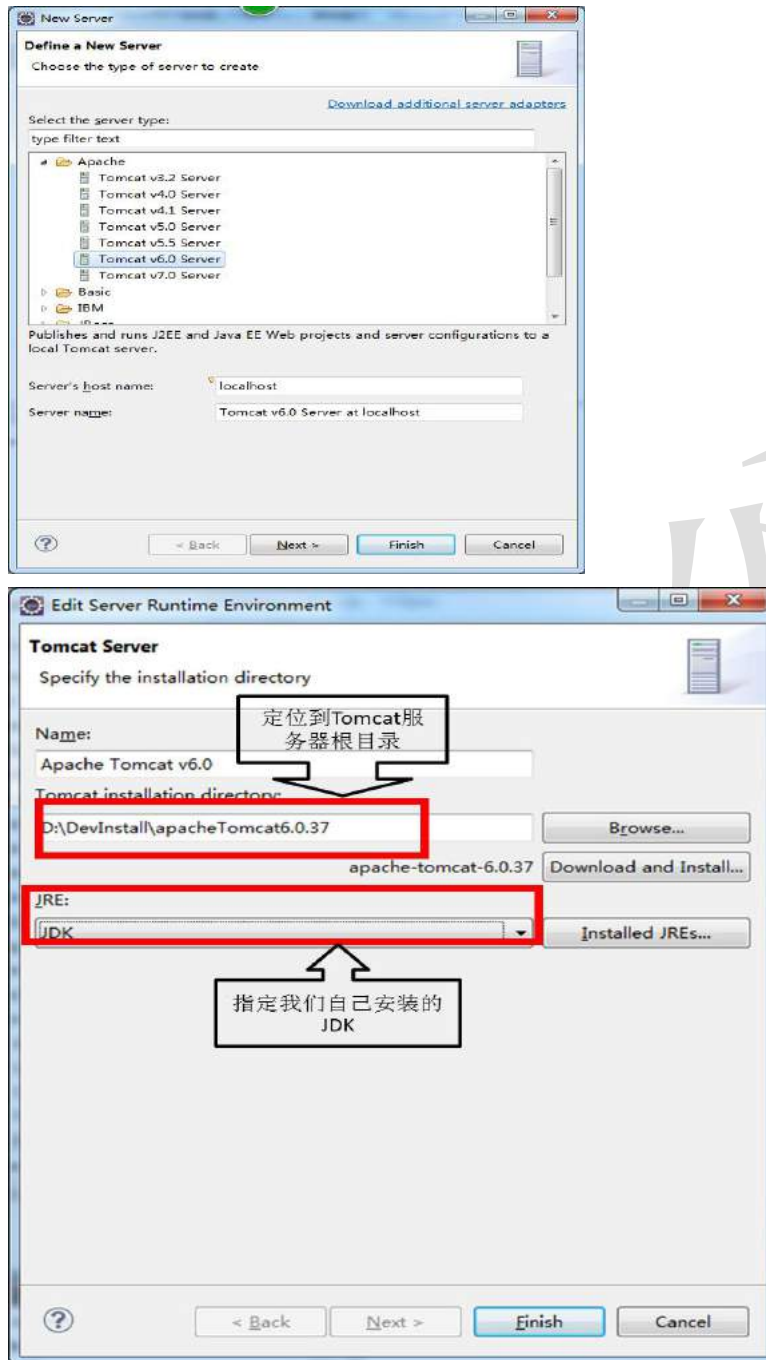 New Server
Define a New Server
Choose the type of server to create
Download additional server adapters
Select the server type:
type filter text
Apache
Tomcat v3.2 Server
Tomcat v4.0 Server
Tomcat v4.1 Server
Tomcat v5.0 Server
Tomcat v5.5 Server
Tomcat v6.0 Server
Tomcat v7.0 Server
Basic
IBM
Publishes and runs J2EE and Java EE Web projects and server configurations to a
local Tomcat server.
Server's host name:
localhost
Server name:
Tomcat v6.0 Server at localhost
< Back
Next >
Finish
Cancel
Edit Server Runtime Environment
Tomcat Server
Specify the installation directory
定位到Tomcat服
务器根目录
Name:
Apache Tomcat v6.0
Tomcat installation directory:
D:\DevInstall\apacheTomcat6.0.37
Browse...
apache-tomcat-6.0.37
Download and Install...
JRE:
JDK
Installed JREs...
指定我们自己安装的
JDK
< Back
Next >
Finish
Cancel